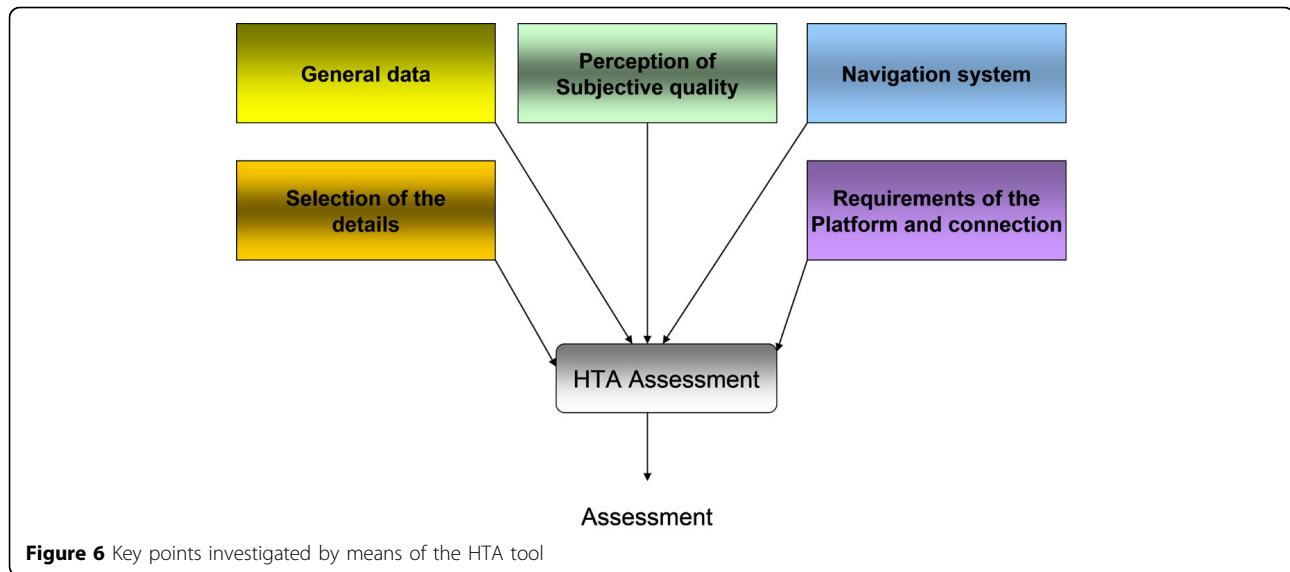 General data
Perception of
Subjective quality
Navigation system
Selection of the
details
Requirements of the
Platform and connection
HTA Assessment
Assessment
Figure 6 Key points investigated by means of the HTA tool